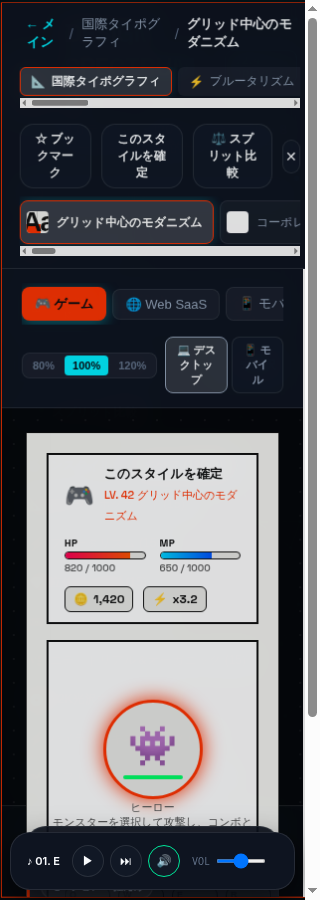 ← メイン / 国際タイポグラフィ / グリッド中心のモダニズム
国際タイポグラフィ ブルータリズム
☆ ブックマーク このスタイルを確定 スプリット比較 ✕
Aa グリッド中心のモダニズム
ゲーム Web SaaS
80% 100% 120% デスクトップ モバイル
このスタイルを確定
LV. 42 グリッド中心のモダニズム
HP MP
820 / 1000 650 / 1000
1,420 x3.2
ヒーロー
モンスターを選択して攻撃し、コンボと
♪ 01. E VOL